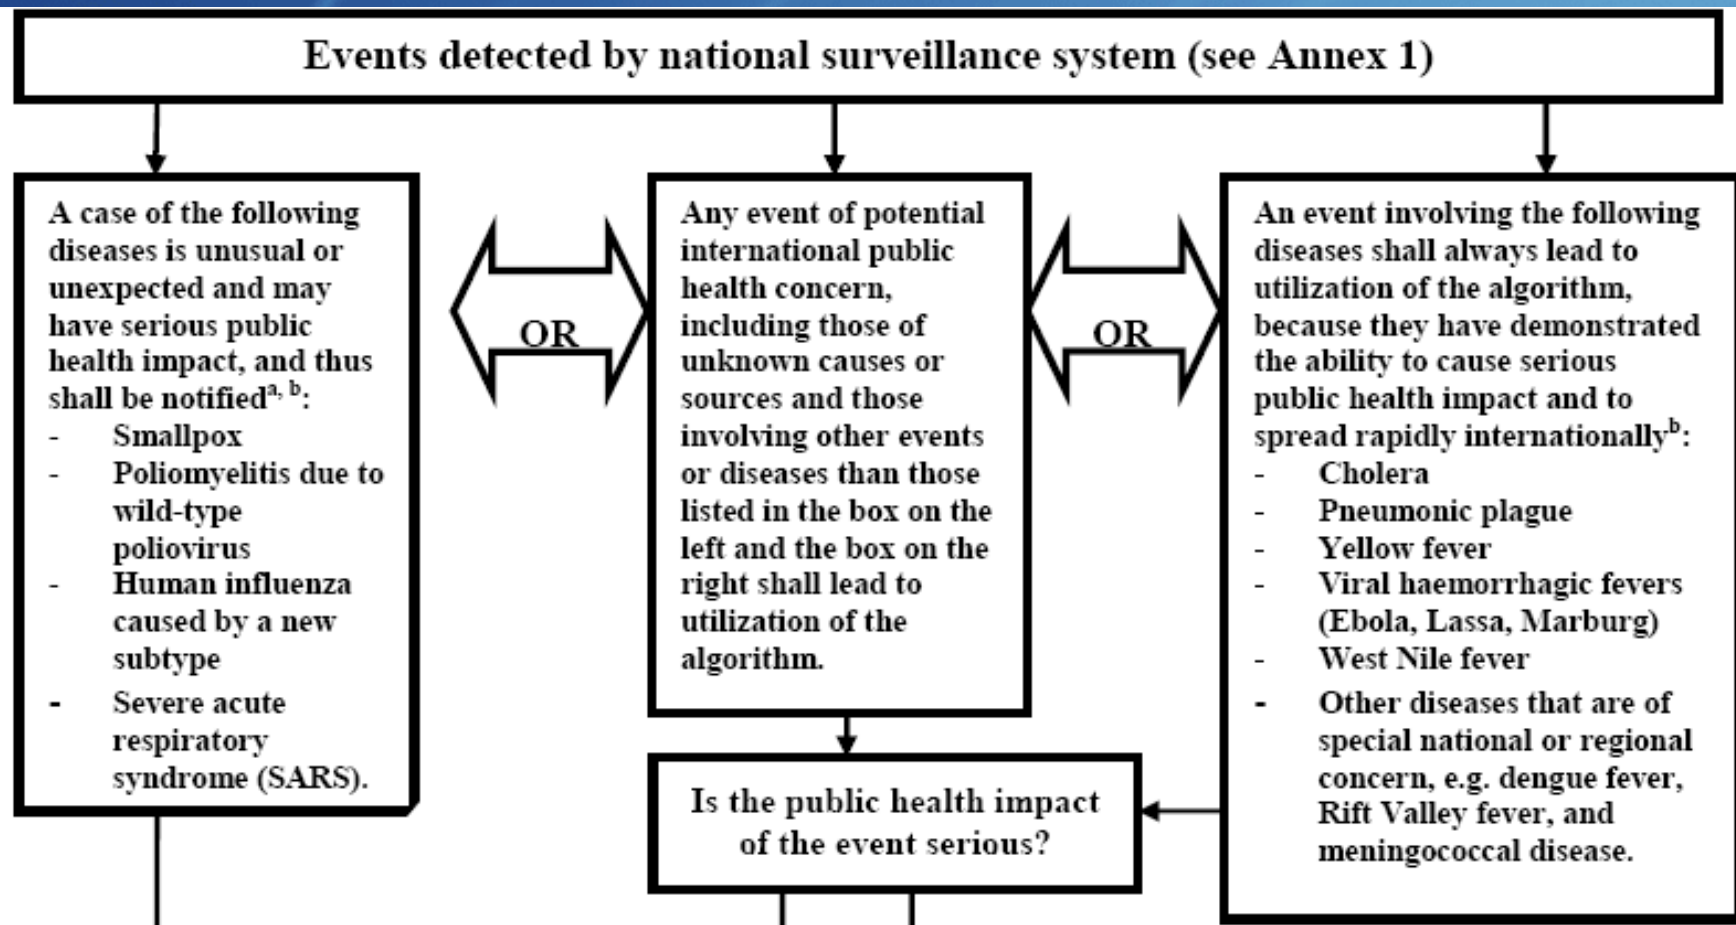 Events detected by national surveillance system (see Annex 1)
A case of the following
diseases is unusual or
unexpected and may
have serious public
health impact, and thus
shall be notifiedᵃ, ᵇ:
- Smallpox
- Poliomyelitis due to
wild-type
poliovirus
- Human influenza
caused by a new
subtype
- Severe acute
respiratory
syndrome (SARS).
OR
Any event of potential
international public
health concern,
including those of
unknown causes or
sources and those
involving other events
or diseases than those
listed in the box on the
left and the box on the
right shall lead to
utilization of the
algorithm.
OR
An event involving the following
diseases shall always lead to
utilization of the algorithm,
because they have demonstrated
the ability to cause serious
public health impact and to
spread rapidly internationallyᵇ:
- Cholera
- Pneumonic plague
- Yellow fever
- Viral haemorrhagic fevers
(Ebola, Lassa, Marburg)
- West Nile fever
- Other diseases that are of
special national or regional
concern, e.g. dengue fever,
Rift Valley fever, and
meningococcal disease.
Is the public health impact
of the event serious?